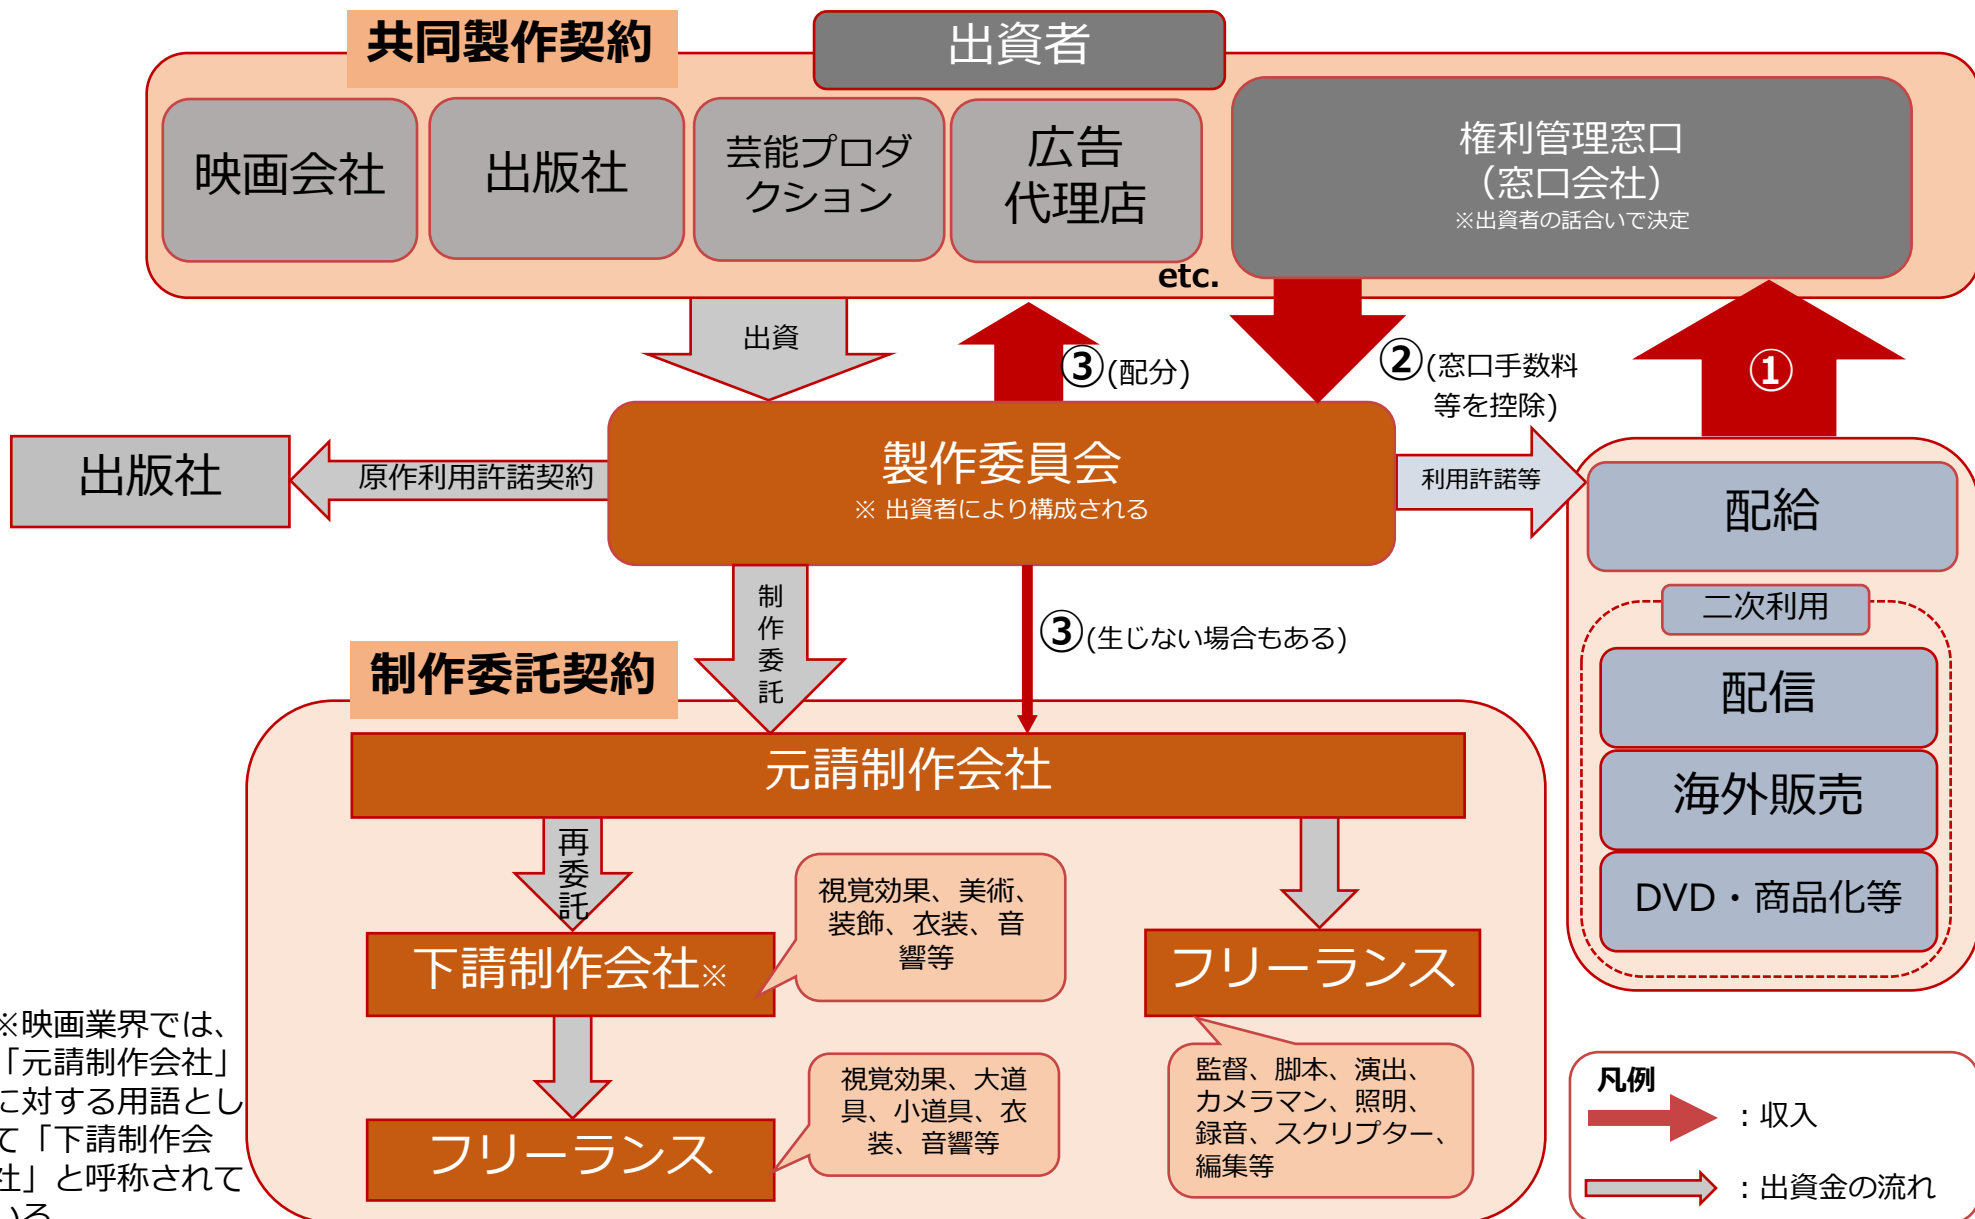 共同製作契約
出資者
映画会社
出版社
芸能プロダ
クション
広告
代理店
etc.
権利管理窓口
（窓口会社）
※出資者の話合いで決定
出資
③(配分)
②(窓口手数料
等を控除)
①
出版社
原作利用許諾契約
製作委員会
※ 出資者により構成される
利用許諾等
配給
二次利用
配信
海外販売
DVD・商品化等
制
作
委
託
③(生じない場合もある)
制作委託契約
元請制作会社
再
委
託
視覚効果、美術、
装飾、衣装、音
響等
下請制作会社※
フリーランス
視覚効果、大道
具、小道具、衣
装、音響等
フリーランス
監督、脚本、演出、
カメラマン、照明、
録音、スクリプター、
編集等
※映画業界では、
「元請制作会社」
に対する用語とし
て「下請制作会
社」と呼称されて
いる
凡例
：収入
：出資金の流れ